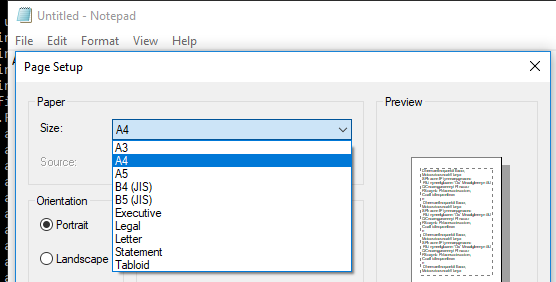 Untitled - Notepad
File Edit Format View Help
Page Setup
Paper
Size: A4
A3
A4
A5
B4 (JIS)
B5 (JIS)
Executive
Legal
Letter
Statement
Tabloid
Source:
Orientation
Portrait
Landscape
Preview